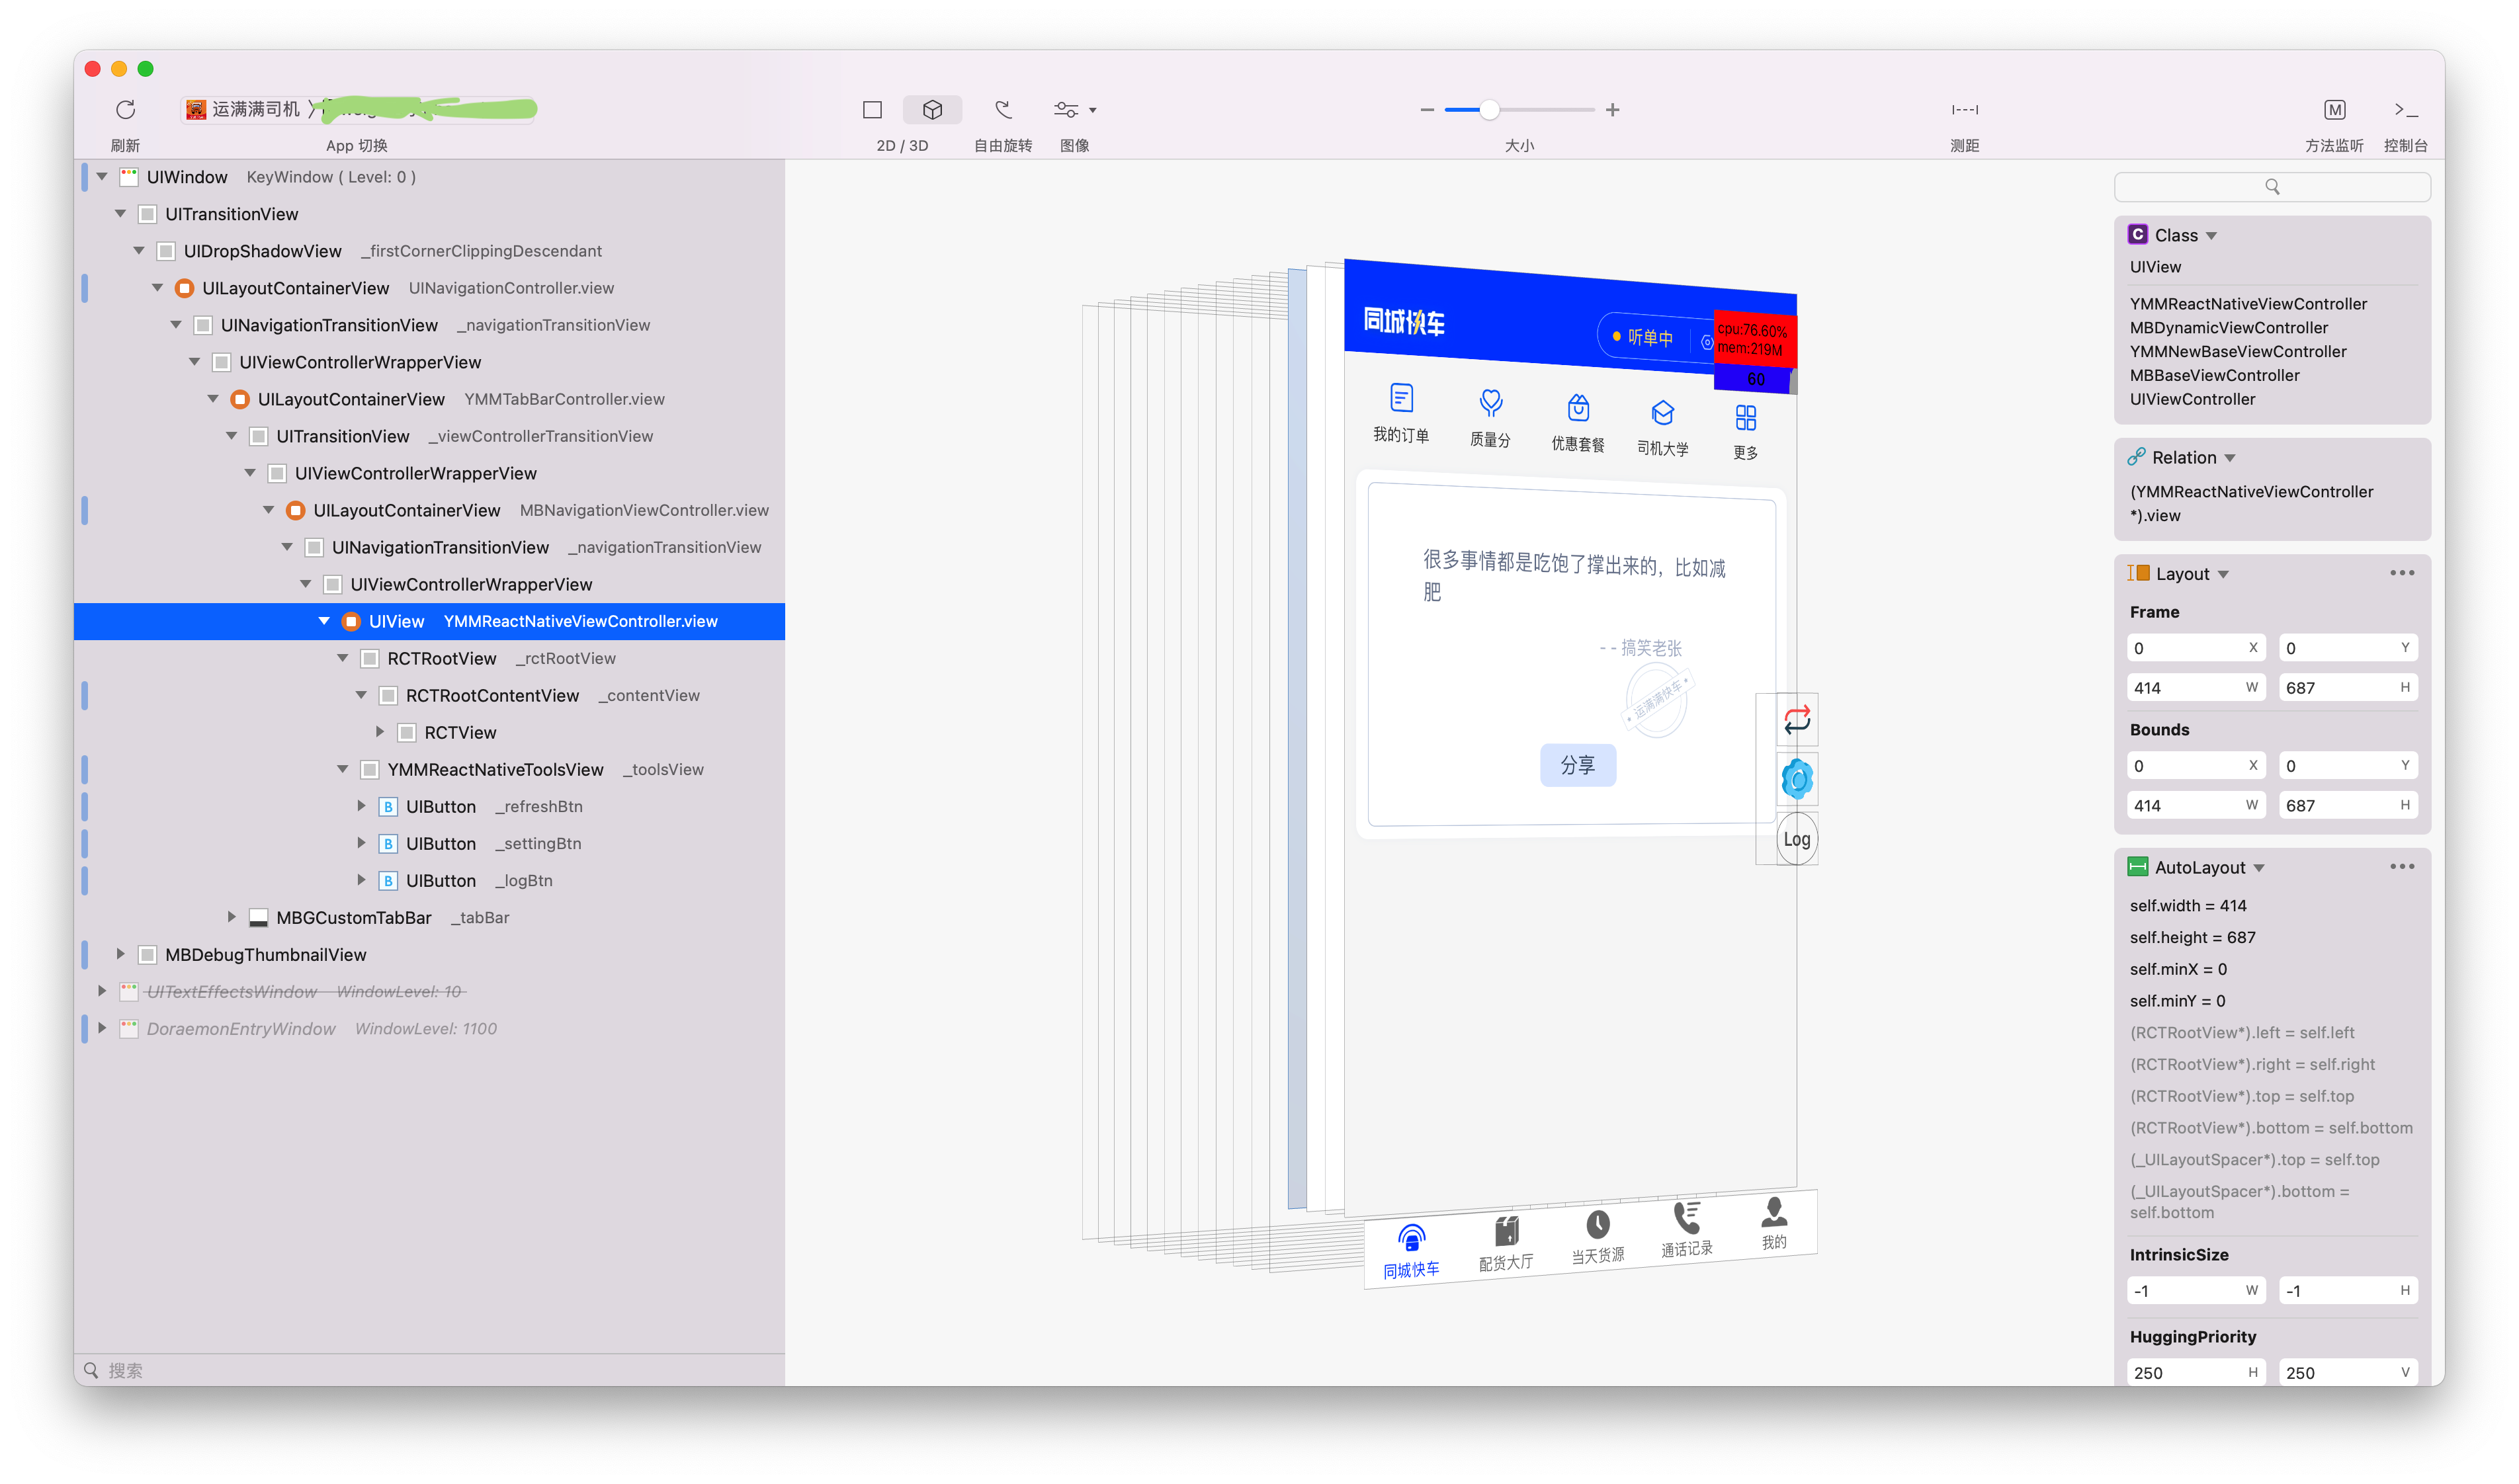 运满满司机
刷新
App 切换
2D / 3D
自由旋转
图像
大小
测距
M
方法监听
控制台
UIWindow KeyWindow ( Level: 0 )
UITransitionView
UIDropShadowView _firstCornerClippingDescendant
UILayoutContainerView UINavigationController.view
UINavigationTransitionView _navigationTransitionView
UIViewControllerWrapperView
UILayoutContainerView YMMTabBarController.view
UITransitionView _viewControllerTransitionView
UIViewControllerWrapperView
UILayoutContainerView MBNavigationViewController.view
UINavigationTransitionView _navigationTransitionView
UIViewControllerWrapperView
UIView YMMReactNativeViewController.view
RCTRootView _rctRootView
RCTRootContentView _contentView
RCTView
YMMReactNativeToolsView _toolsView
B UIButton _refreshBtn
B UIButton _settingBtn
B UIButton _logBtn
MBGCustomTabBar _tabBar
MBDebugThumbnailView
UITextEffectsWindow WindowLevel: 10
DoraemonEntryWindow WindowLevel: 1100
搜索
同城快车
听单中
cpu:76.60%
mem:219M
60
我的订单
质量分
优惠套餐
司机大学
更多
很多事情都是吃饱了撑出来的，比如减
肥
- - 搞笑老张
运满满快车
分享
Log
同城快车
配货大厅
当天货源
通话记录
我的
C Class
UIView
YMMReactNativeViewController
MBDynamicViewController
YMMNewBaseViewController
MBBaseViewController
UIViewController
Relation
(YMMReactNativeViewController
*).view
Layout
Frame
0 X 0 Y
414 W 687 H
Bounds
0 X 0 Y
414 W 687 H
AutoLayout
self.width = 414
self.height = 687
self.minX = 0
self.minY = 0
(RCTRootView*).left = self.left
(RCTRootView*).right = self.right
(RCTRootView*).top = self.top
(RCTRootView*).bottom = self.bottom
(_UILayoutSpacer*).top = self.top
(_UILayoutSpacer*).bottom =
self.bottom
IntrinsicSize
-1 W -1 H
HuggingPriority
250 H 250 V